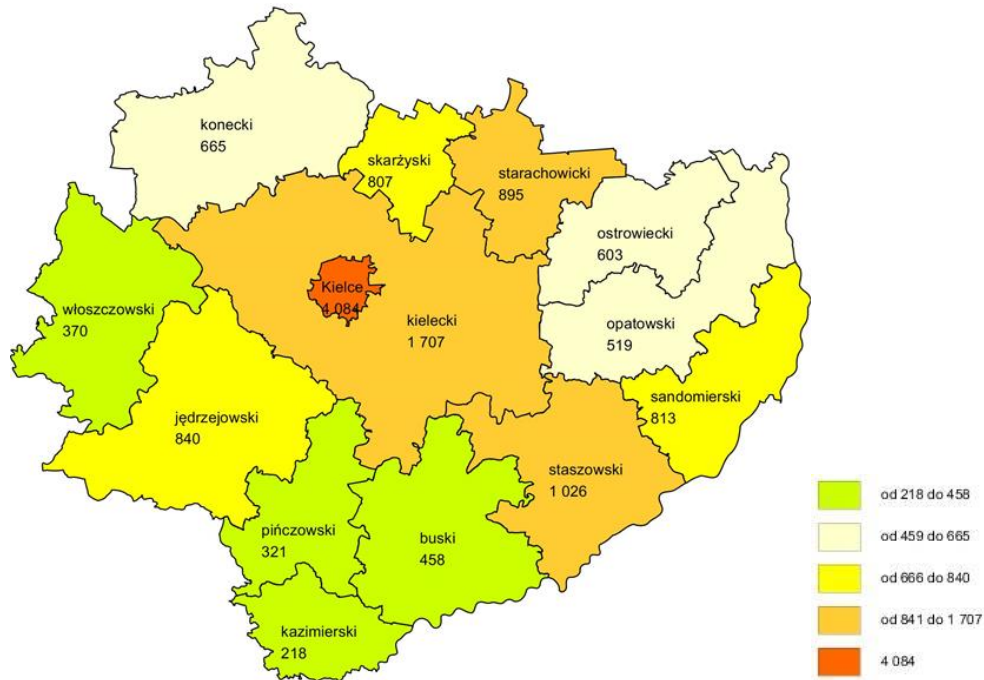 konecki
665
skarżyski
807
starachowicki
895
ostrowiecki
603
Kielce
4 084
włoszczowski
370
kielecki
1 707
opatowski
519
jędrzejowski
840
sandomierski
813
staszowski
1 026
pińczowski
321
buski
458
kazimierski
218
od 218 do 458
od 459 do 665
od 666 do 840
od 841 do 1 707
4 084